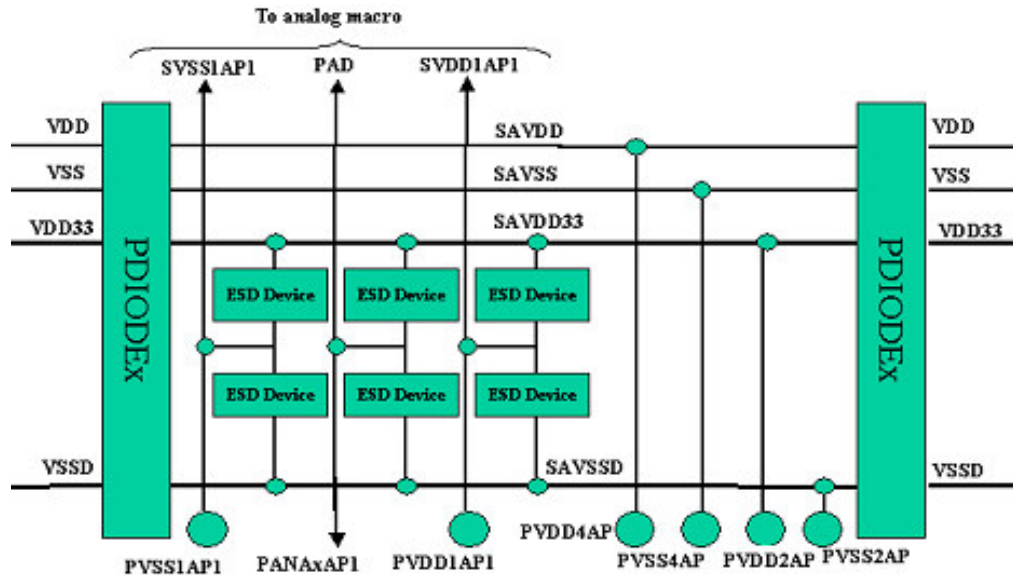 To analog macro
SVSS1AP1 PAD SVDD1AP1
VDD SAVDD VDD
VSS SAVSS VSS
VDD33 SAVDD33 VDD33
PDIODEx
ESD Device ESD Device ESD Device
ESD Device ESD Device ESD Device
PDIODEx
VSSD SAVSSD VSSD
PVSS1AP1 PANAxAP1 PVDD1AP1 PVDD4AP PVSS4AP PVDD2AP PVSS2AP